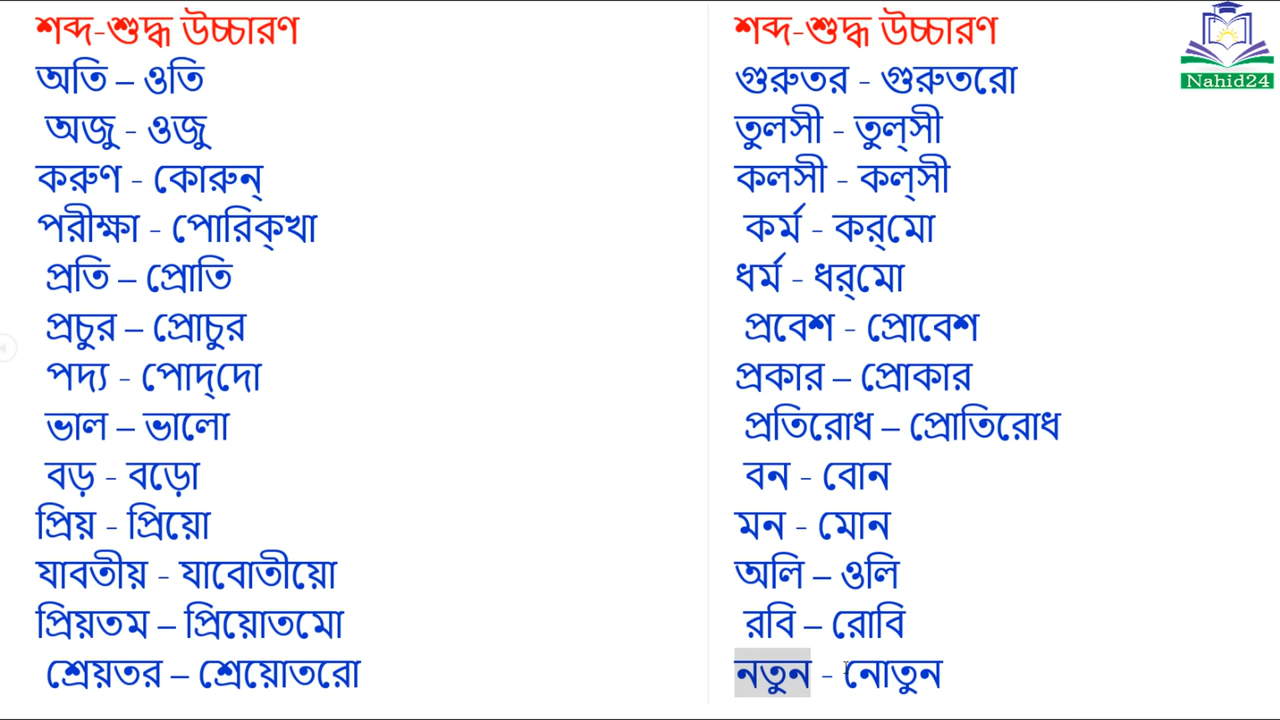 শব্দ-শুদ্ধ উচ্চারণ
অতি – ওতি
অজু - ওজু
করুণ - কোরুন্
পরীক্ষা - পোরিক্খা
প্রতি – প্রোতি
প্রচুর – প্রোচুর
পদ্য - পোদ্দো
ভাল – ভালো
বড় - বড়ো
প্রিয় - প্রিয়ো
যাবতীয় - যাবোতীয়ো
প্রিয়তম – প্রিয়োতমো
শ্রেয়তর – শ্রেয়োতরো
শব্দ-শুদ্ধ উচ্চারণ
গুরুতর - গুরুতরো
তুলসী - তুল্সী
কলসী - কল্সী
কর্ম - কর্‌মো
ধর্ম - ধর্‌মো
প্রবেশ - প্রোবেশ
প্রকার – প্রোকার
প্রতিরোধ – প্রোতিরোধ
বন - বোন
মন - মোন
অলি – ওলি
রবি – রোবি
নতুন - নোতুন
Nahid24